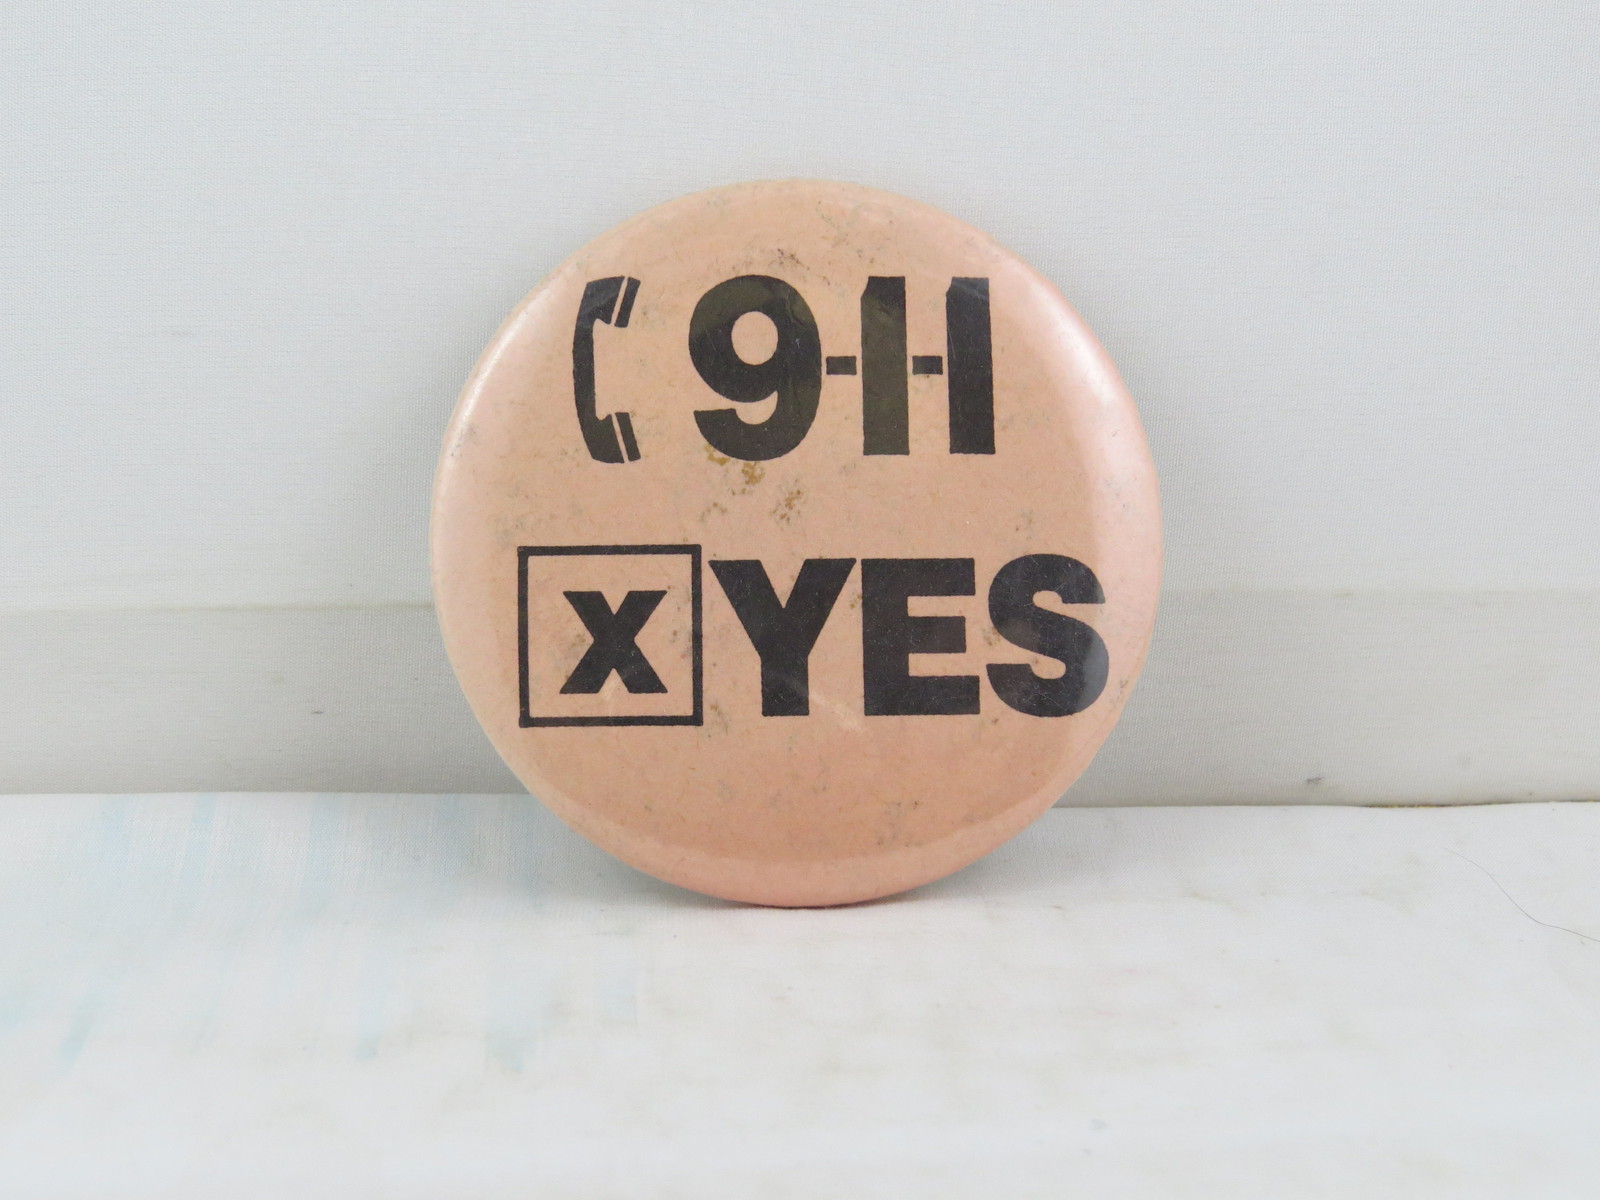 9-1-1
X YES